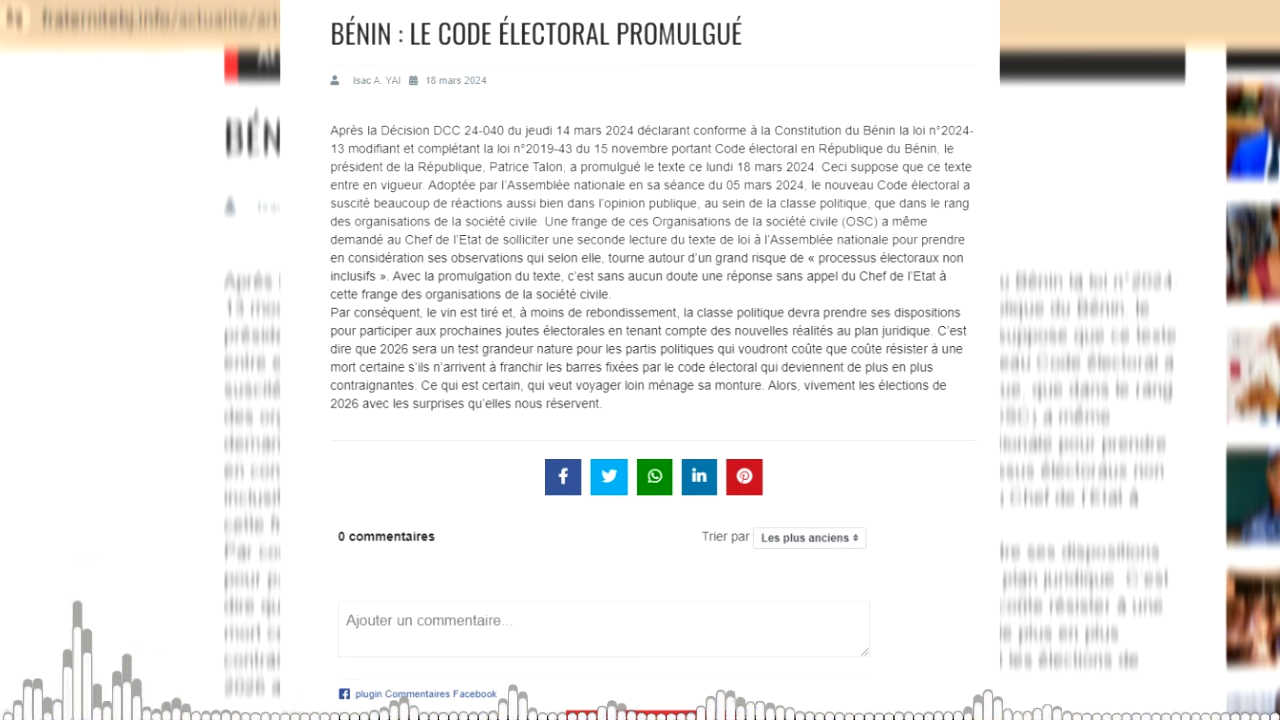 fraternitebj.info/actualite/art
BÉNIN : LE CODE ÉLECTORAL PROMULGUÉ
Isac A. YAI 18 mars 2024
Après la Décision DCC 24-040 du jeudi 14 mars 2024 déclarant conforme à la Constitution du Bénin la loi n°2024-
13 modifiant et complétant la loi n°2019-43 du 15 novembre portant Code électoral en République du Bénin, le
président de la République, Patrice Talon, a promulgué le texte ce lundi 18 mars 2024. Ceci suppose que ce texte
entre en vigueur. Adoptée par l'Assemblée nationale en sa séance du 05 mars 2024, le nouveau Code électoral a
suscité beaucoup de réactions aussi bien dans l'opinion publique, au sein de la classe politique, que dans le rang
des organisations de la société civile. Une frange de ces Organisations de la société civile (OSC) a même
demandé au Chef de l'Etat de solliciter une seconde lecture du texte de loi à l'Assemblée nationale pour prendre
en considération ses observations qui selon elle, tourne autour d'un grand risque de « processus électoraux non
inclusifs ». Avec la promulgation du texte, c'est sans aucun doute une réponse sans appel du Chef de l'Etat à
cette frange des organisations de la société civile.
Par conséquent, le vin est tiré et, à moins de rebondissement, la classe politique devra prendre ses dispositions
pour participer aux prochaines joutes électorales en tenant compte des nouvelles réalités au plan juridique. C'est
dire que 2026 sera un test grandeur nature pour les partis politiques qui voudront coûte que coûte résister à une
mort certaine s'ils n'arrivent à franchir les barres fixées par le code électoral qui deviennent de plus en plus
contraignantes. Ce qui est certain, qui veut voyager loin ménage sa monture. Alors, vivement les élections de
2026 avec les surprises qu'elles nous réservent.
0 commentaires
Trier par Les plus anciens
Ajouter un commentaire...
plugin Commentaires Facebook